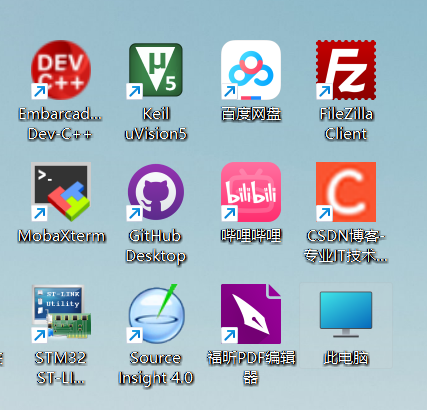 DEV
C++
Embarcad...
Dev-C++
μ5
Keil
uVision5
百度网盘
Fz
FileZilla
Client
>_
MobaXterm
GitHub
Desktop
bilibili
哔哩哔哩
C
CSDN博客-
专业IT技术...
ST-LINK
Utility
STM32
ST-LI...
Source
Insight 4.0
福昕PDF编辑
器
此电脑